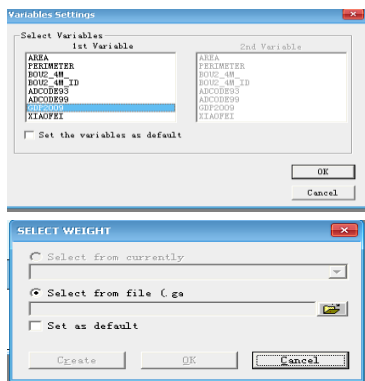 Variables Settings
Select Variables
1st Variable
2nd Variable
AREA
PERIMETER
BOU2_4M_
BOU2_4M_ID
ADCODE93
ADCODE99
GDP2009
XIAOFEI
AREA
PERIMETER
BOU2_4M_
BOU2_4M_ID
ADCODE93
ADCODE99
GDP2009
XIAOFEI
Set the variables as default
OK
Cancel
SELECT WEIGHT
Select from currently
Select from file (.ga
Set as default
Create
OK
Cancel